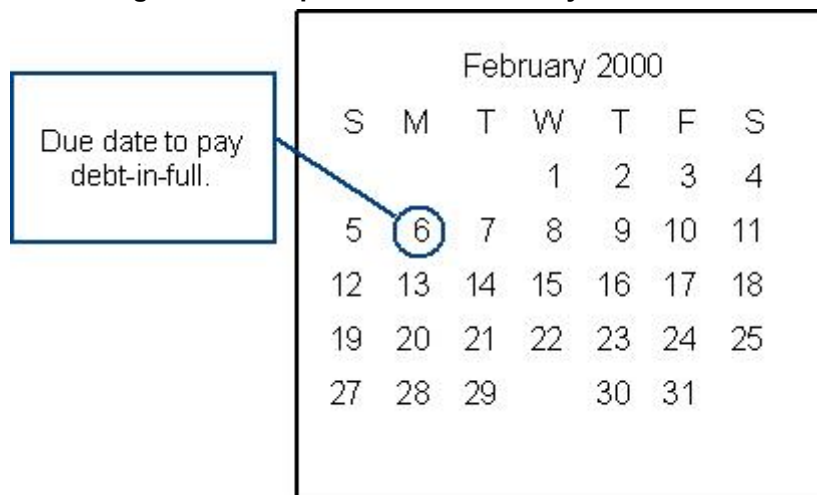 February 2000
Due date to pay
debt-in-full.
S M T W T F S
1 2 3 4
5 6 7 8 9 10 11
12 13 14 15 16 17 18
19 20 21 22 23 24 25
27 28 29 30 31